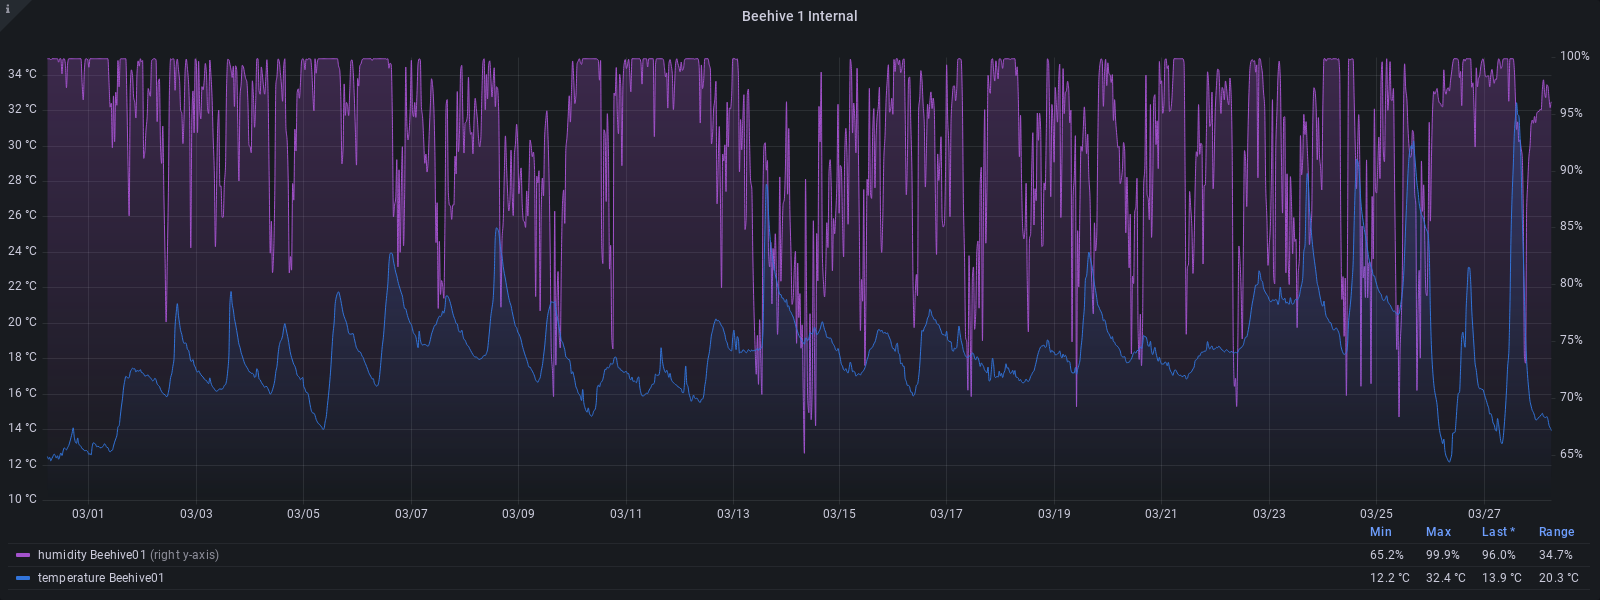 i
Beehive 1 Internal
34 °C
32 °C
30 °C
28 °C
26 °C
24 °C
22 °C
20 °C
18 °C
16 °C
14 °C
12 °C
10 °C
100%
95%
90%
85%
80%
75%
70%
65%
03/01 03/03 03/05 03/07 03/09 03/11 03/13 03/15 03/17 03/19 03/21 03/23 03/25 03/27
Min Max Last * Range
humidity Beehive01 (right y-axis) 65.2% 99.9% 96.0% 34.7%
temperature Beehive01 12.2 °C 32.4 °C 13.9 °C 20.3 °C